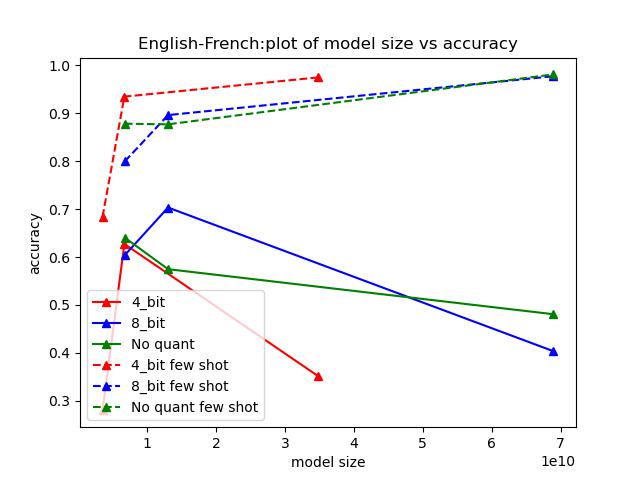 English-French:plot of model size vs accuracy
1.0
0.9
0.8
0.7
0.6
0.5
0.4
0.3
accuracy
4_bit
8_bit
No quant
4_bit few shot
8_bit few shot
No quant few shot
1 2 3 4 5 6 7
1e10
model size